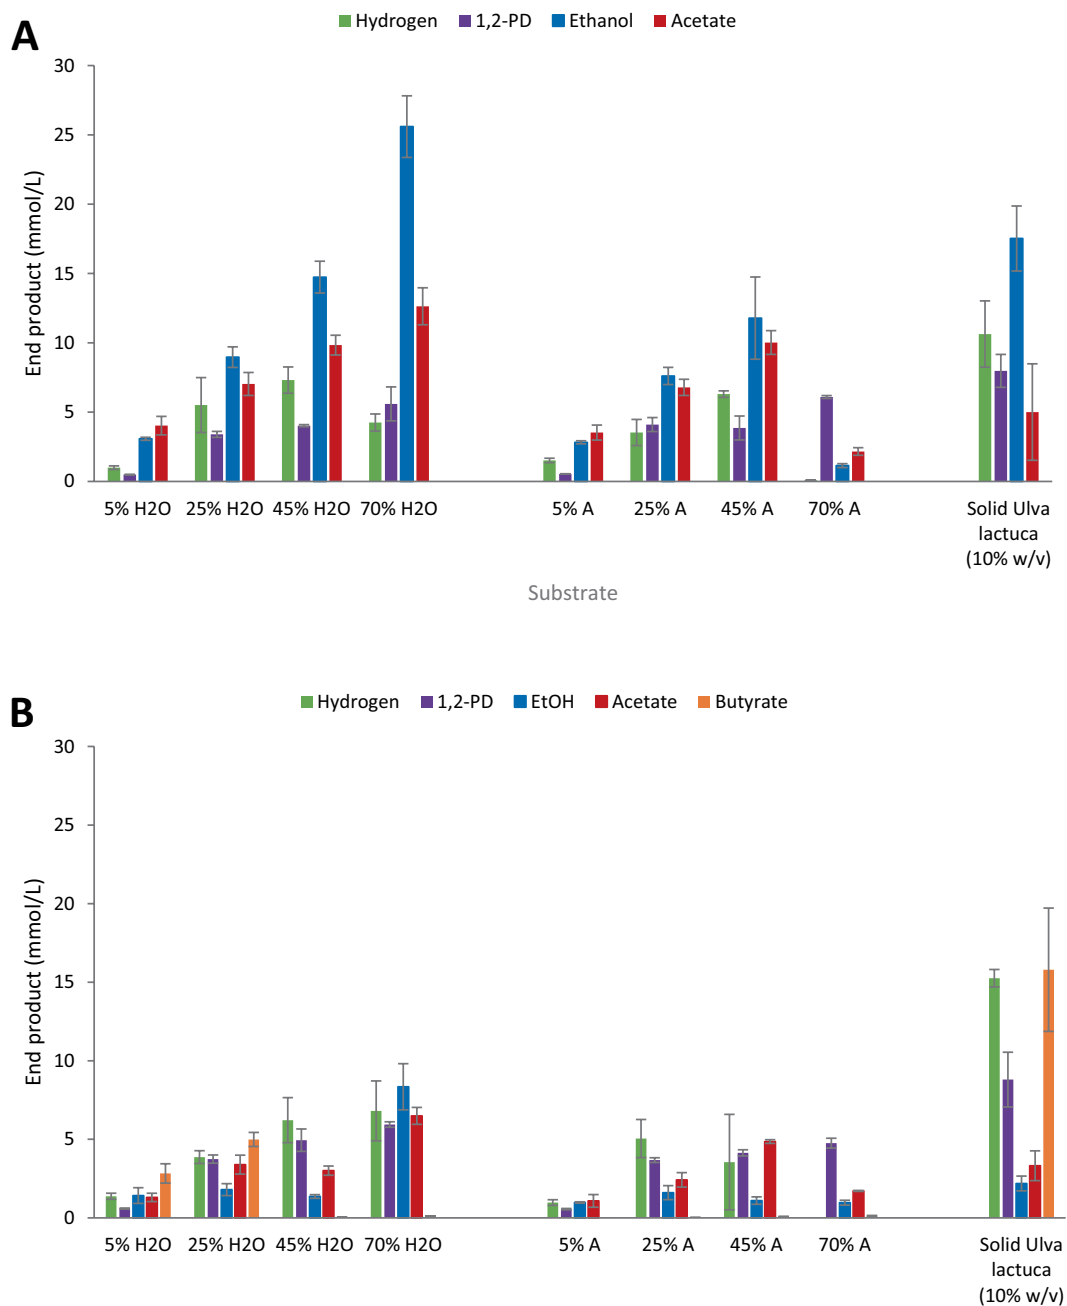 A
Hydrogen 1,2-PD Ethanol Acetate
End product (mmol/L)
30
25
20
15
10
5
0
5% H2O 25% H2O 45% H2O 70% H2O 5% A 25% A 45% A 70% A Solid Ulva
lactuca
(10% w/v)
Substrate
B
Hydrogen 1,2-PD EtOH Acetate Butyrate
End product (mmol/L)
30
25
20
15
10
5
0
5% H2O 25% H2O 45% H2O 70% H2O 5% A 25% A 45% A 70% A Solid Ulva
lactuca
(10% w/v)